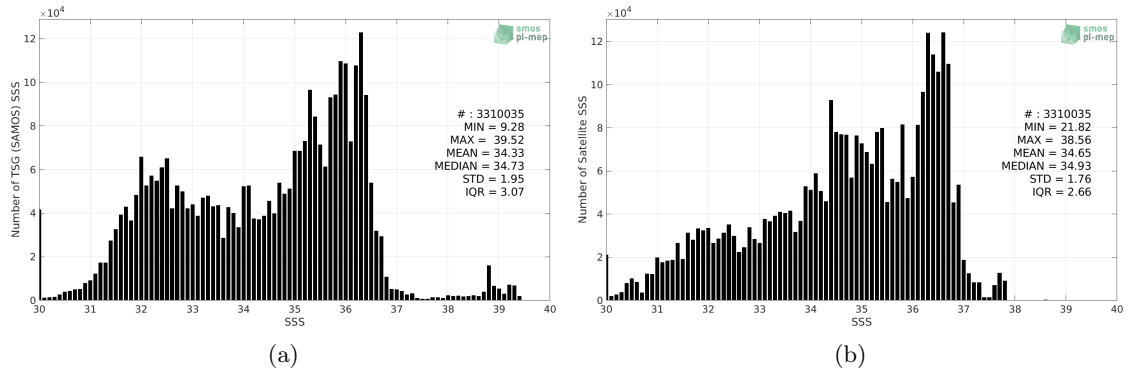 ×10⁴
12
10
8
6
4
2
0
30 31 32 33 34 35 36 37 38 39 40
SSS
Number of TSG (SAMOS) SSS
smos
pi-mep
# : 3310035
MIN = 9.28
MAX = 39.52
MEAN = 34.33
MEDIAN = 34.73
STD = 1.95
IQR = 3.07
(a)
×10⁴
12
10
8
6
4
2
0
30 31 32 33 34 35 36 37 38 39 40
SSS
Number of Satellite SSS
smos
pi-mep
# : 3310035
MIN = 21.82
MAX = 38.56
MEAN = 34.65
MEDIAN = 34.93
STD = 1.76
IQR = 2.66
(b)